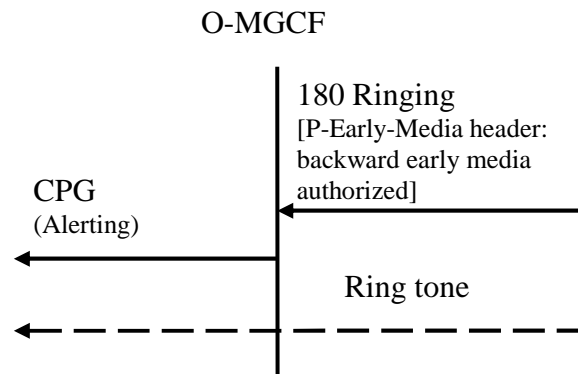 O-MGCF
180 Ringing
[P-Early-Media header:
backward early media
authorized]
CPG
(Alerting)
Ring tone